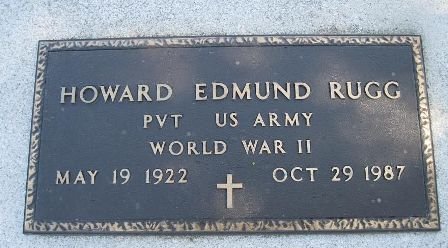 HOWARD EDMUND RUGG
PVT US ARMY
WORLD WAR II
MAY 19 1922 OCT 29 1987